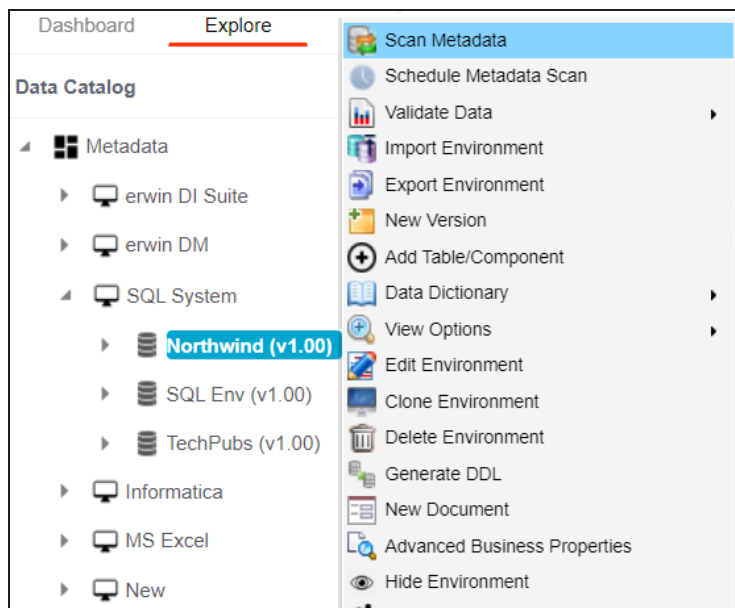 Dashboard Explore
Data Catalog
Metadata
erwin DI Suite
erwin DM
SQL System
Northwind (v1.00)
SQL Env (v1.00)
TechPubs (v1.00)
Informatica
MS Excel
New
Scan Metadata
Schedule Metadata Scan
Validate Data
Import Environment
Export Environment
New Version
Add Table/Component
Data Dictionary
View Options
Edit Environment
Clone Environment
Delete Environment
Generate DDL
New Document
Advanced Business Properties
Hide Environment